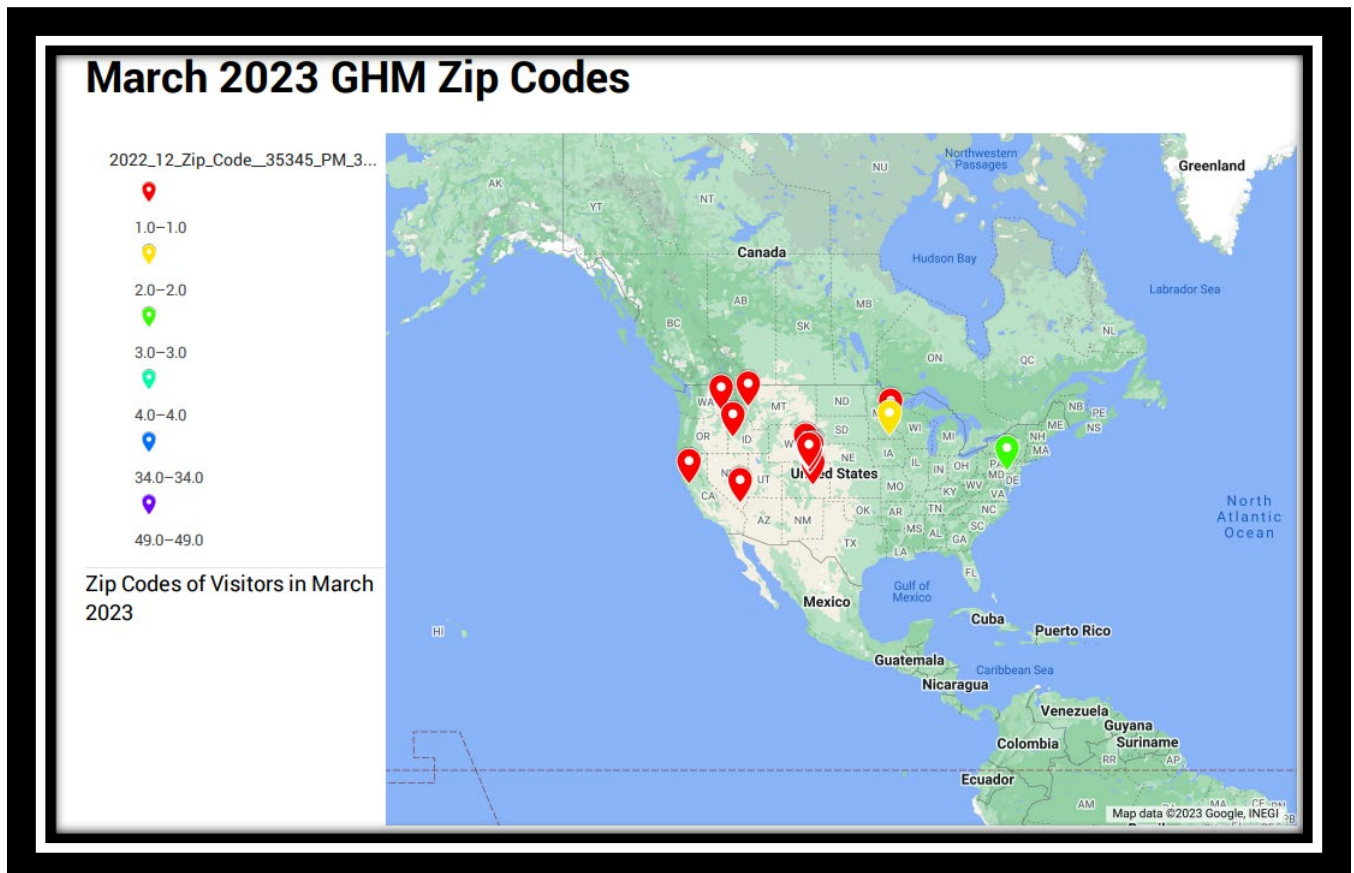 March 2023 GHM Zip Codes
2022_12_Zip_Code__35345_PM_3...
1.0–1.0
2.0–2.0
3.0–3.0
4.0–4.0
34.0–34.0
49.0–49.0
Zip Codes of Visitors in March
2023
Northwestern
Passages
Greenland
NU
AK
NT
YT
Canada
Hudson Bay
Labrador Sea
AB
MB
BC
SK
NL
ON
QC
WA
MT
ND
NB
PE
ME
NS
OR
ID
SD
WI
MI
NH
MA
NE
IA
IL
IN
OH
PA
MD
DE
UT
United States
CA
MO
KY
WV
VA
North
Atlantic
Ocean
AZ
NM
OK
AR
TN
NC
SC
MS
AL
GA
TX
LA
FL
Gulf of
Mexico
Mexico
Cuba
Puerto Rico
HI
Guatemala
Caribbean Sea
Nicaragua
Venezuela
Guyana
Colombia
Suriname
RR
AP
Ecuador
AM
MA
CE
Map data ©2023 Google, INEGI